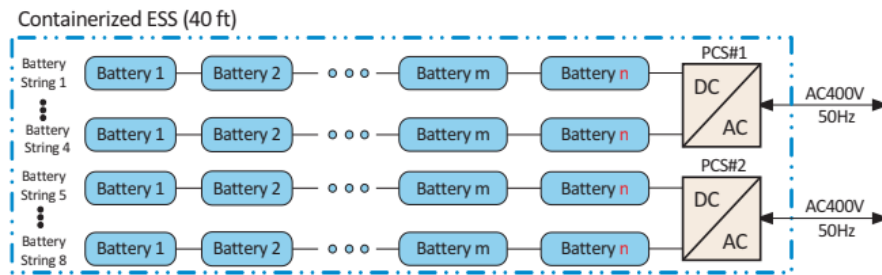 Containerized ESS (40 ft)
Battery
String 1
Battery 1
Battery 2
Battery m
Battery n
PCS#1
DC
AC
AC400V
50Hz
Battery
String 4
Battery 1
Battery 2
Battery m
Battery n
Battery
String 5
Battery 1
Battery 2
Battery m
Battery n
PCS#2
DC
AC
AC400V
50Hz
Battery
String 8
Battery 1
Battery 2
Battery m
Battery n